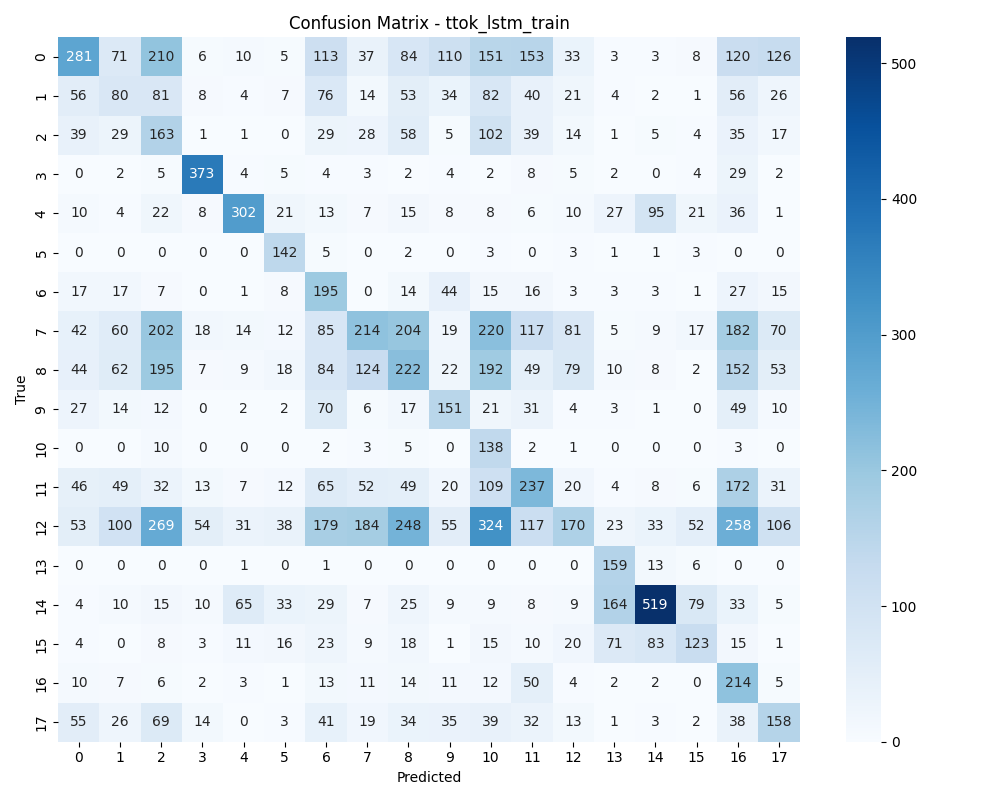 Confusion Matrix - ttok_lstm_train
0 281 71 210 6 10 5 113 37 84 110 151 153 33 3 3 8 120 126
1 56 80 81 8 4 7 76 14 53 34 82 40 21 4 2 1 56 26
2 39 29 163 1 1 0 29 28 58 5 102 39 14 1 5 4 35 17
3 0 2 5 373 4 5 4 3 2 4 2 8 5 2 0 4 29 2
4 10 4 22 8 302 21 13 7 15 8 8 6 10 27 95 21 36 1
5 0 0 0 0 0 142 5 0 2 0 3 0 3 1 1 3 0 0
6 17 17 7 0 1 8 195 0 14 44 15 16 3 3 3 1 27 15
7 42 60 202 18 14 12 85 214 204 19 220 117 81 5 9 17 182 70
8 44 62 195 7 9 18 84 124 222 22 192 49 79 10 8 2 152 53
9 27 14 12 0 2 2 70 6 17 151 21 31 4 3 1 0 49 10
10 0 0 10 0 0 0 2 3 5 0 138 2 1 0 0 0 3 0
11 46 49 32 13 7 12 65 52 49 20 109 237 20 4 8 6 172 31
12 53 100 269 54 31 38 179 184 248 55 324 117 170 23 33 52 258 106
13 0 0 0 0 1 0 1 0 0 0 0 0 0 159 13 6 0 0
14 4 10 15 10 65 33 29 7 25 9 9 8 9 164 519 79 33 5
15 4 0 8 3 11 16 23 9 18 1 15 10 20 71 83 123 15 1
16 10 7 6 2 3 1 13 11 14 11 12 50 4 2 2 0 214 5
17 55 26 69 14 0 3 41 19 34 35 39 32 13 1 3 2 38 158
0 1 2 3 4 5 6 7 8 9 10 11 12 13 14 15 16 17
Predicted
True
500
400
300
200
100
0